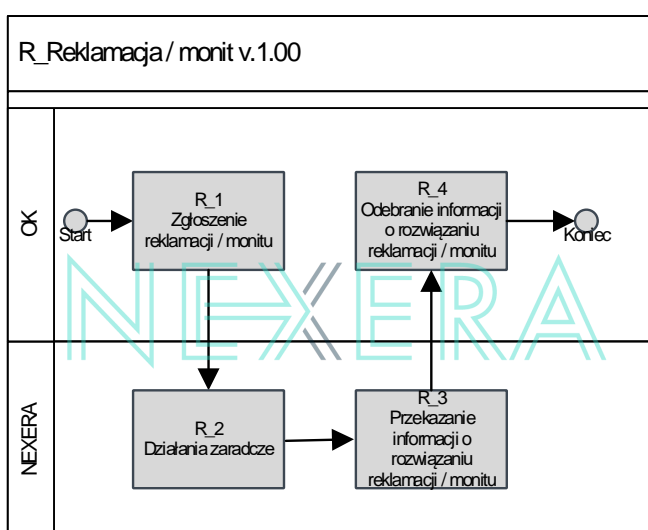 R_Reklamacja / monit v.1.00
OK
Start
R_1
Zgłoszenie
reklamacji / monitu
R_4
Odebranie informacji
o rozwiązaniu
reklamacji / monitu
Koniec
NEXERA
NEXERA
R_2
Działania zaradcze
R_3
Przekazanie
informacji o
rozwiązaniu
reklamacji / monitu